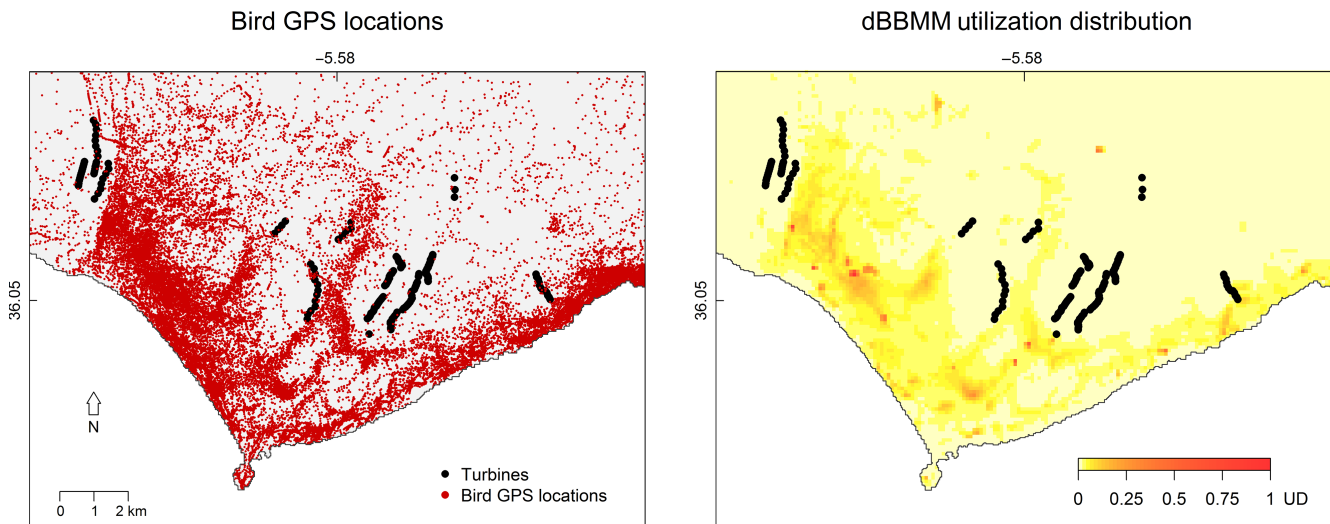 Bird GPS locations
–5.58
36.05
N
0 1 2 km
Turbines
Bird GPS locations
dBBMM utilization distribution
–5.58
36.05
0 0.25 0.5 0.75 1 UD